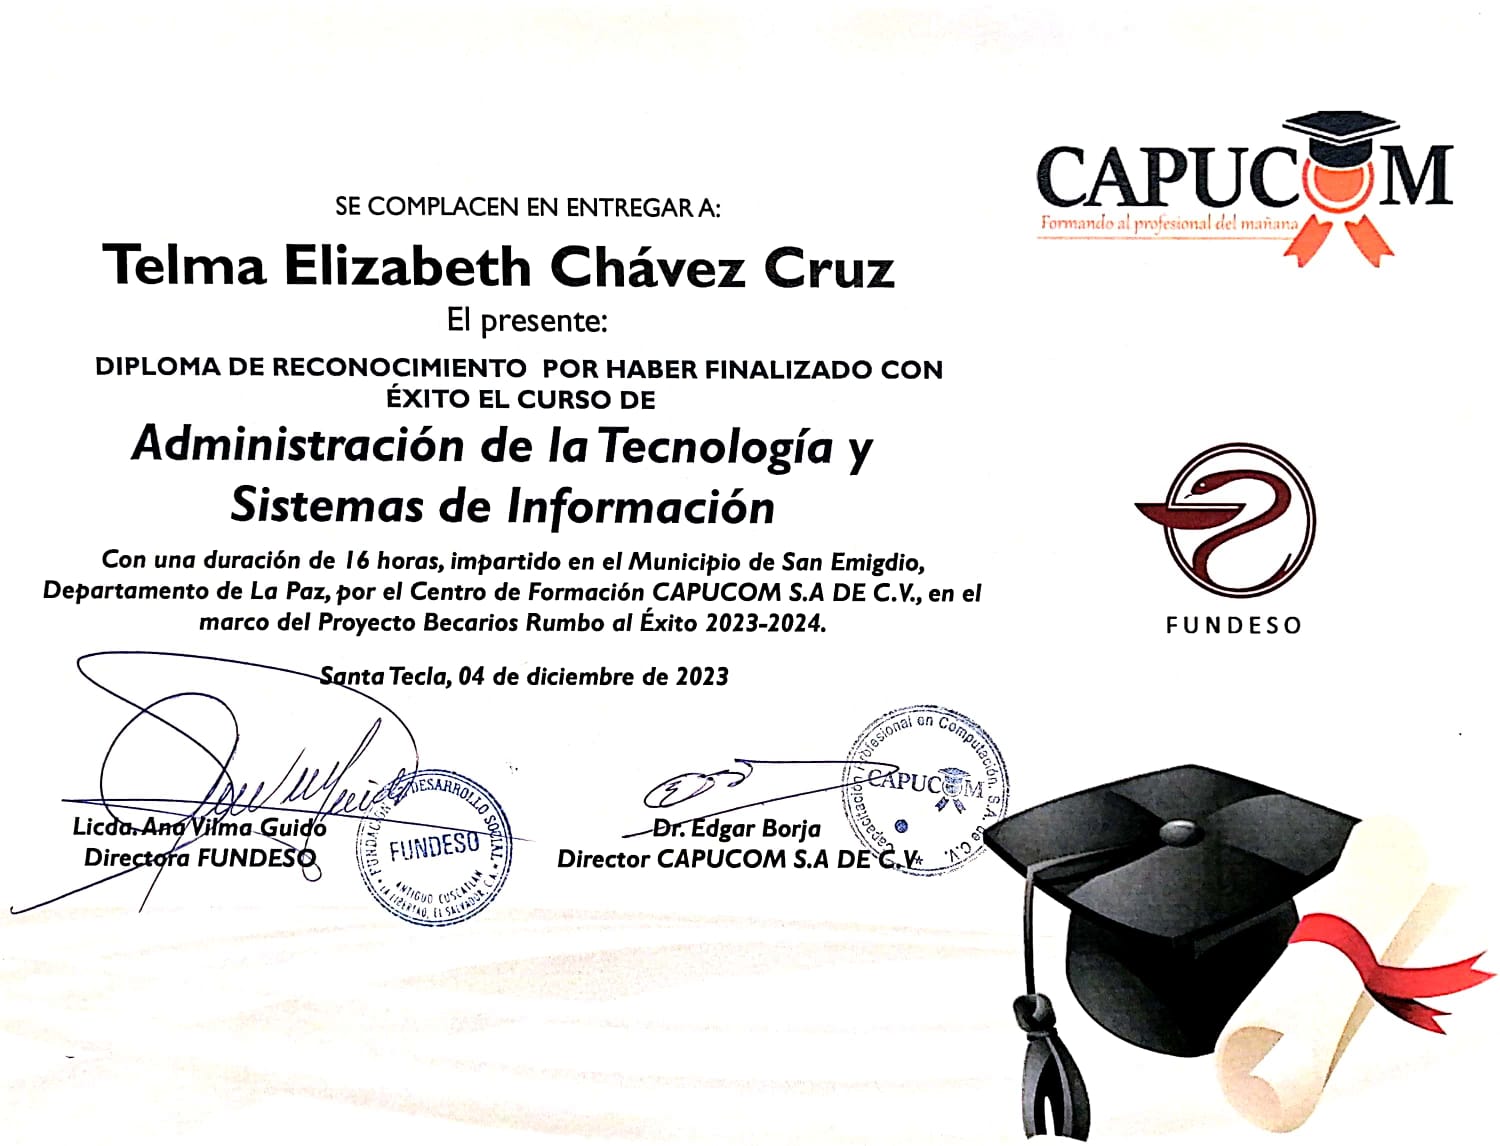 CAPUCOM
Formando al profesional del mañana
SE COMPLACEN EN ENTREGAR A:
Telma Elizabeth Chávez Cruz
El presente:
DIPLOMA DE RECONOCIMIENTO POR HABER FINALIZADO CON
ÉXITO EL CURSO DE
Administración de la Tecnología y
Sistemas de Información
Con una duración de 16 horas, impartido en el Municipio de San Emigdio,
Departamento de La Paz, por el Centro de Formación CAPUCOM S.A DE C.V., en el
marco del Proyecto Becarios Rumbo al Éxito 2023-2024.
FUNDESO
Santa Tecla, 04 de diciembre de 2023
Licda. Ana Vilma Guido
Directora FUNDESO
FUNDACIÓN DESARROLLO SOCIAL
FUNDESO
ANTIGUO CUSCATLAN
LA LIBERTAD, EL SALVADOR, C.A.
Dr. Edgar Borja
Director CAPUCOM S.A DE C.V.
Capacitación Profesional en Computación, S.A. de C.V.
CAPUCOM